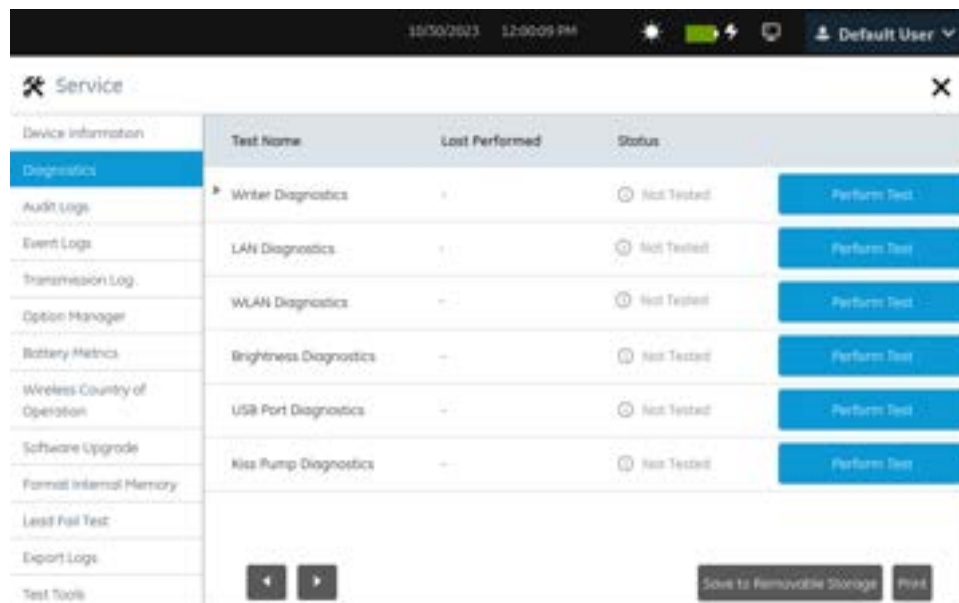 10/30/2023 12:00:09 PM Default User
Service
Device Information
Diagnostics
Audit Logs
Event Logs
Transmission Log
Option Manager
Battery Metrics
Wireless Country of
Operation
Software Upgrade
Format Internal Memory
Lead Fail Test
Export Logs
Test Tools
Test Name Last Performed Status
Writer Diagnostics - Not Tested Perform Test
LAN Diagnostics - Not Tested Perform Test
WLAN Diagnostics - Not Tested Perform Test
Brightness Diagnostics - Not Tested Perform Test
USB Port Diagnostics - Not Tested Perform Test
Kiss Pump Diagnostics - Not Tested Perform Test
Save to Removable Storage Print